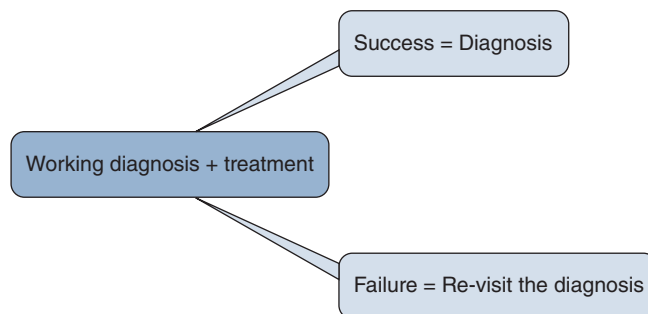 Success = Diagnosis
Working diagnosis + treatment
Failure = Re-visit the diagnosis